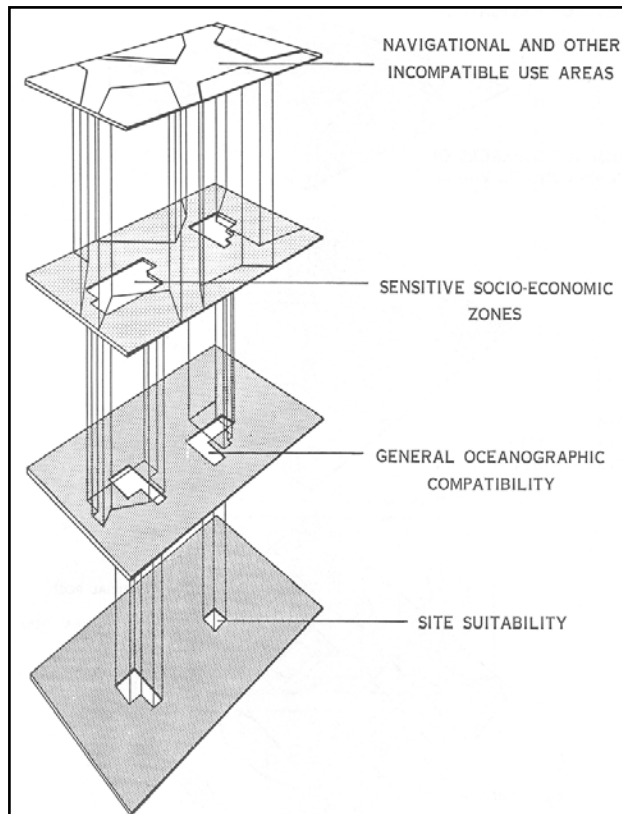 NAVIGATIONAL AND OTHER
INCOMPATIBLE USE AREAS
SENSITIVE SOCIO-ECONOMIC
ZONES
GENERAL OCEANOGRAPHIC
COMPATIBILITY
SITE SUITABILITY